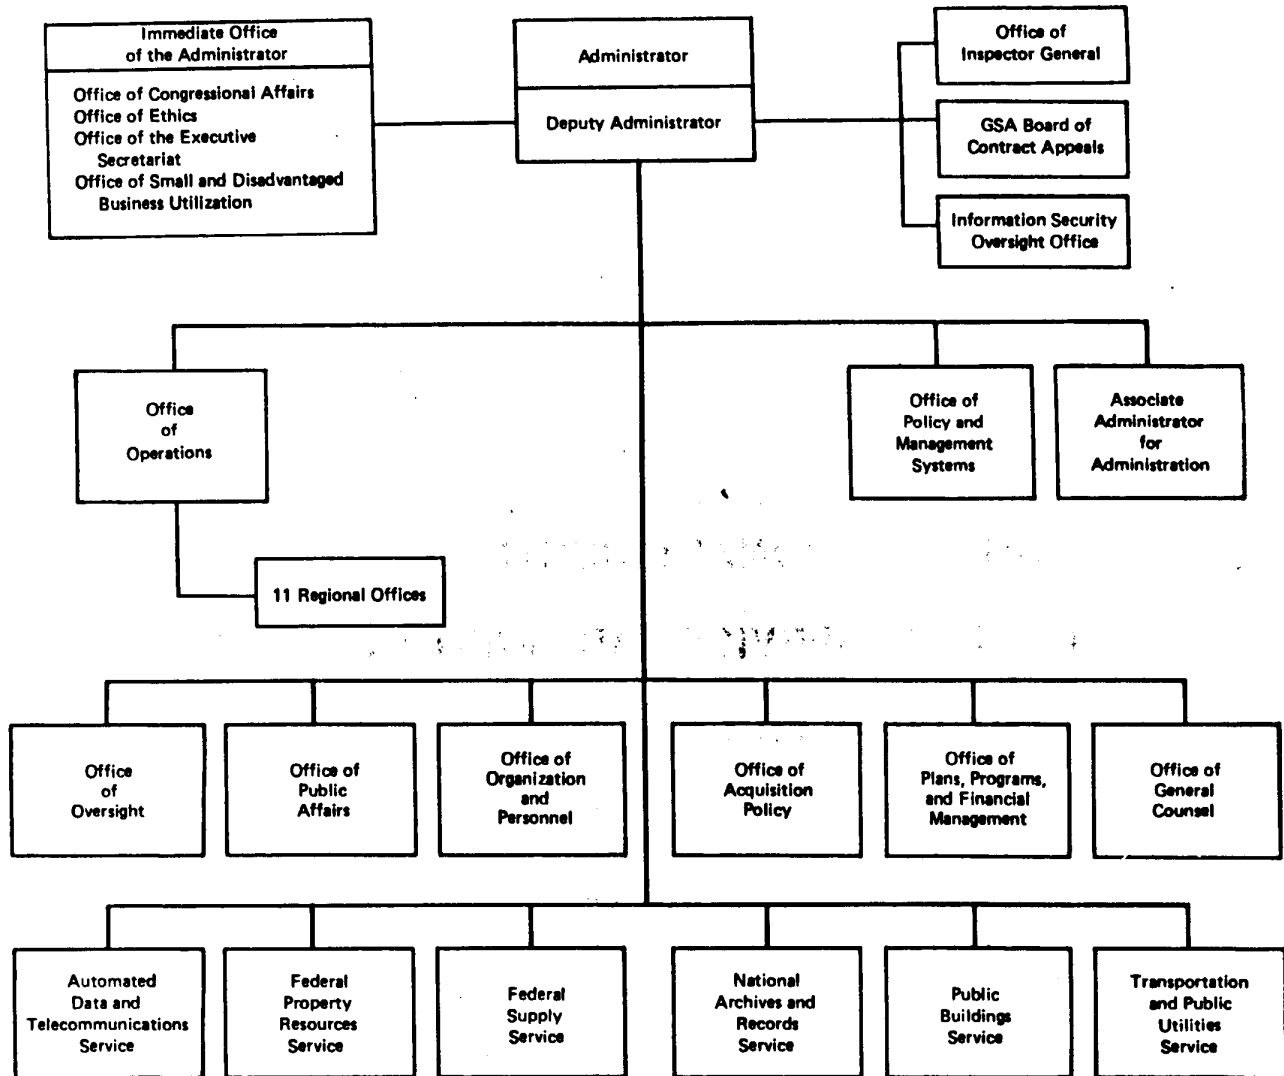 Immediate Office
of the Administrator
Office of Congressional Affairs
Office of Ethics
Office of the Executive
Secretariat
Office of Small and Disadvantaged
Business Utilization
Administrator
Deputy Administrator
Office of
Inspector General
GSA Board of
Contract Appeals
Information Security
Oversight Office
Office
of
Operations
Office of
Policy and
Management
Systems
Associate
Administrator
for
Administration
11 Regional Offices
Office
of
Oversight
Office of
Public
Affairs
Office of
Organization
and
Personnel
Office of
Acquisition
Policy
Office of
Plans, Programs,
and Financial
Management
Office of
General
Counsel
Automated
Data and
Telecommunications
Service
Federal
Property
Resources
Service
Federal
Supply
Service
National
Archives and
Records
Service
Public
Buildings
Service
Transportation
and Public
Utilities
Service